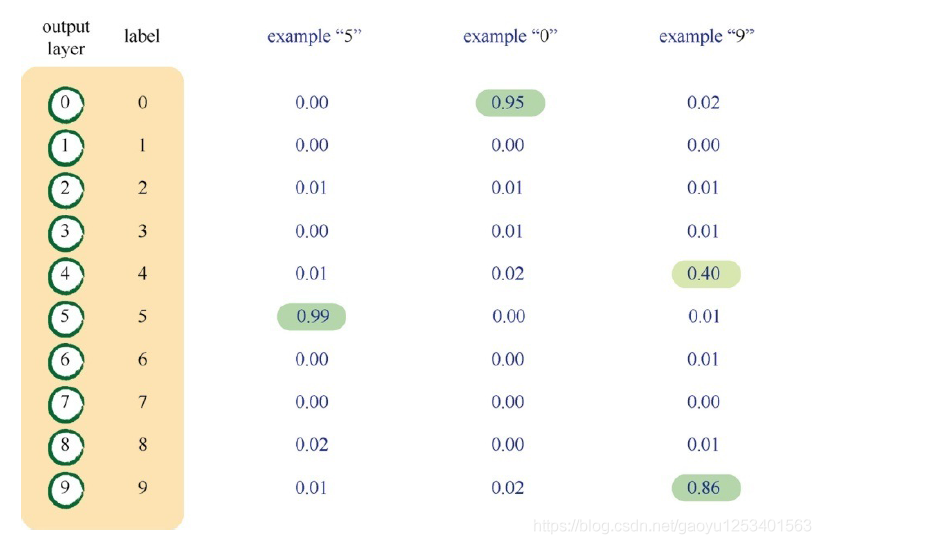 output layer label example “5” example “0” example “9”
0 0 0.00 0.95 0.02
1 1 0.00 0.00 0.00
2 2 0.01 0.01 0.01
3 3 0.00 0.01 0.01
4 4 0.01 0.02 0.40
5 5 0.99 0.00 0.01
6 6 0.00 0.00 0.01
7 7 0.00 0.00 0.00
8 8 0.02 0.00 0.01
9 9 0.01 0.02 0.86
https://blog.csdn.net/gaoyu1253401563